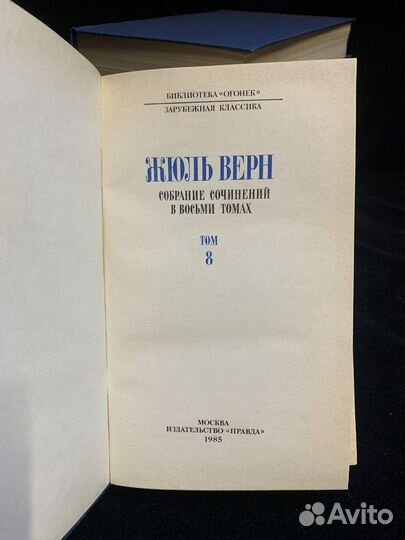 БИБЛИОТЕКА «ОГОНЕК»
ЗАРУБЕЖНАЯ КЛАССИКА
ЖЮЛЬ ВЕРН
СОБРАНИЕ СОЧИНЕНИЙ
В ВОСЬМИ ТОМАХ
ТОМ
8
МОСКВА
ИЗДАТЕЛЬСТВО «ПРАВДА»
1985
Avito